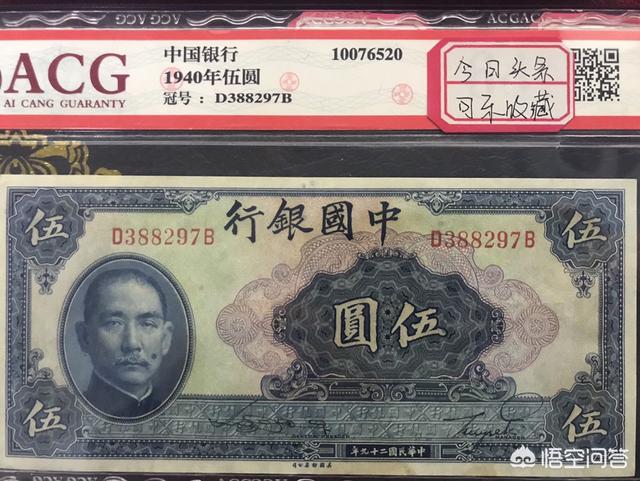 ACG
AI CANG GUARANTY
中国银行
1940年伍圆
冠号：D388297B
10076520
今日头条
可乐收藏
ACGACG
伍
行銀國中
伍
D388297B
D388297B
圓伍
伍
伍
MANAGER
年九十二國民華中
悟空问答